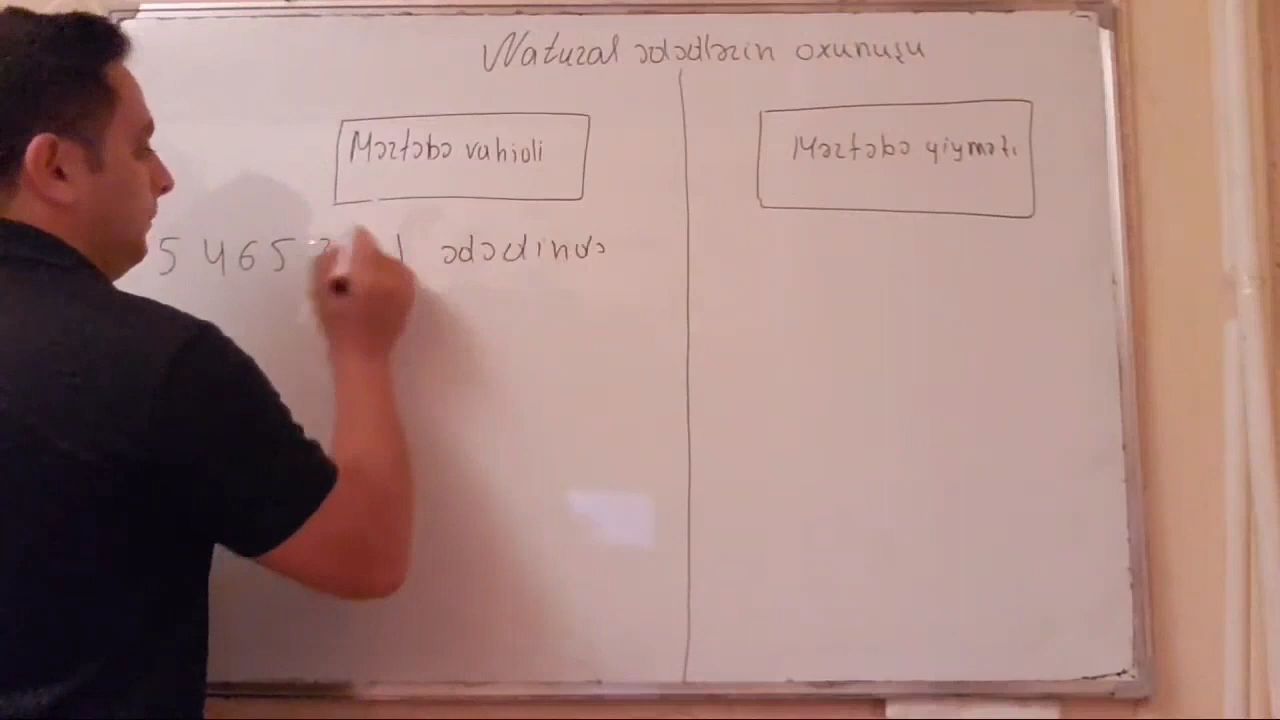 Natural ədədlərin oxunuşu
Mərtəbə vahidi
Mərtəbə qiyməti
5 465 ədədində